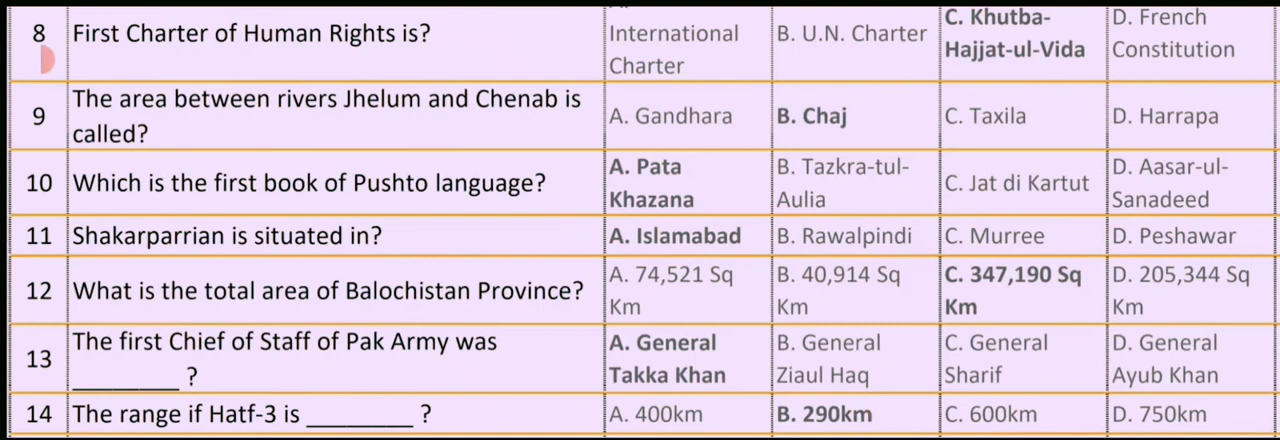 8 First Charter of Human Rights is?
International Charter
B. U.N. Charter
C. Khutba-
Hajjat-ul-Vida
D. French
Constitution
9 The area between rivers Jhelum and Chenab is
called?
A. Gandhara
B. Chaj
C. Taxila
D. Harrapa
10 Which is the first book of Pushto language?
A. Pata
Khazana
B. Tazkra-tul-
Aulia
C. Jat di Kartut
D. Aasar-ul-
Sanadeed
11 Shakarparrian is situated in?
A. Islamabad
B. Rawalpindi
C. Murree
D. Peshawar
12 What is the total area of Balochistan Province?
A. 74,521 Sq
Km
B. 40,914 Sq
Km
C. 347,190 Sq
Km
D. 205,344 Sq
Km
13 The first Chief of Staff of Pak Army was
________ ?
A. General
Takka Khan
B. General
Ziaul Haq
C. General
Sharif
D. General
Ayub Khan
14 The range if Hatf-3 is ________ ?
A. 400km
B. 290km
C. 600km
D. 750km